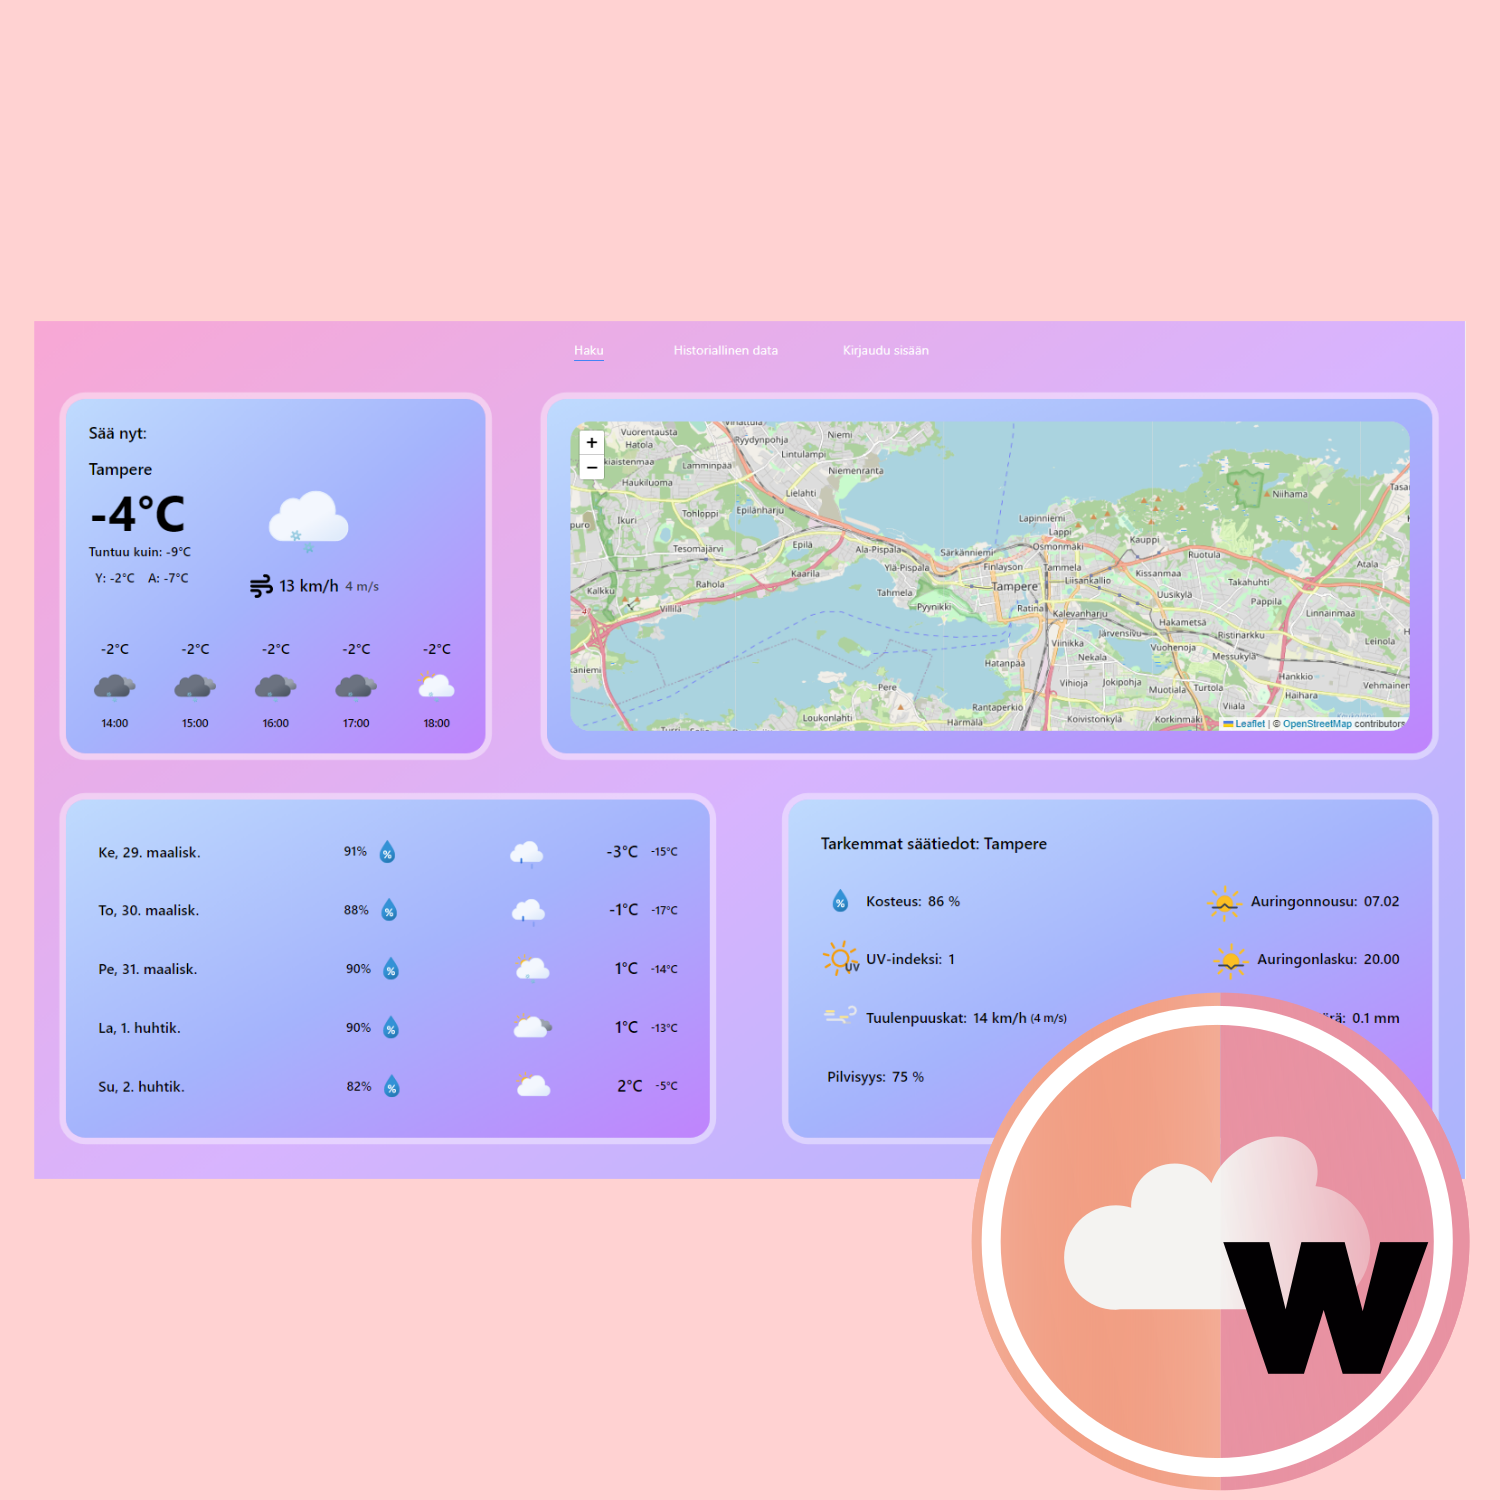 Haku
Historiallinen data
Kirjaudu sisään
Sää nyt:
Tampere
-4°C
Tuntuu kuin: -9°C
Y: -2°C A: -7°C
13 km/h 4 m/s
-2°C -2°C -2°C -2°C -2°C
14:00 15:00 16:00 17:00 18:00
+
−
Vuorentausta
Hatola
Ryydynpohja
Niemi
Lintulampi
Lamminpää
Niemenranta
Haukiluoma
Lielahti
Niihama
Ikuri
Tohloppi
Epilänharju
Lapinniemi
Lappi
Kauppi
Tesomajärvi
Epilä
Ala-Pispala
Särkänniemi
Osmonmäki
Ruotula
Atala
Kalkku
Rahola
Kaarila
Ylä-Pispala
Finlayson
Tammela
Liisankallio
Kissanmaa
Takahuhti
Tahmela
Tampere
Uusikylä
Pappila
Villilä
Pyynikki
Ratina
Kalevanharju
Hakametsä
Linnainmaa
Viinikka
Järvensivu
Ristinarkku
Leinola
Vuohenoja
Messukylä
Hatanpää
Nekala
Hankkio
Pere
Vihioja
Jokipohja
Muotiala
Turtola
Haihara
Vehmainen
Rantaperkiö
Viiala
Loukonlahti
Härmälä
Koivistonkylä
Korkinmäki
Leaflet | © OpenStreetMap contributors
Ke, 29. maalisk. 91% % -3°C -15°C
To, 30. maalisk. 88% % -1°C -17°C
Pe, 31. maalisk. 90% % 1°C -14°C
La, 1. huhtik. 90% % 1°C -13°C
Su, 2. huhtik. 82% % 2°C -5°C
Tarkemmat säätiedot: Tampere
% Kosteus: 86 %
Auringonnousu: 07.02
UV UV-indeksi: 1
Auringonlasku: 20.00
Tuulenpuuskat: 14 km/h (4 m/s)
0.1 mm
Pilvisyys: 75 %
W